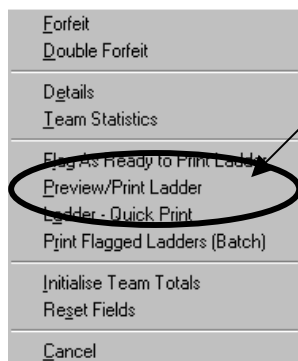 Forfeit
Double Forfeit
Details
Team Statistics
Flag As Ready to Print Ladder
Preview/Print Ladder
Ladder - Quick Print
Print Flagged Ladders (Batch)
Initialise Team Totals
Reset Fields
Cancel